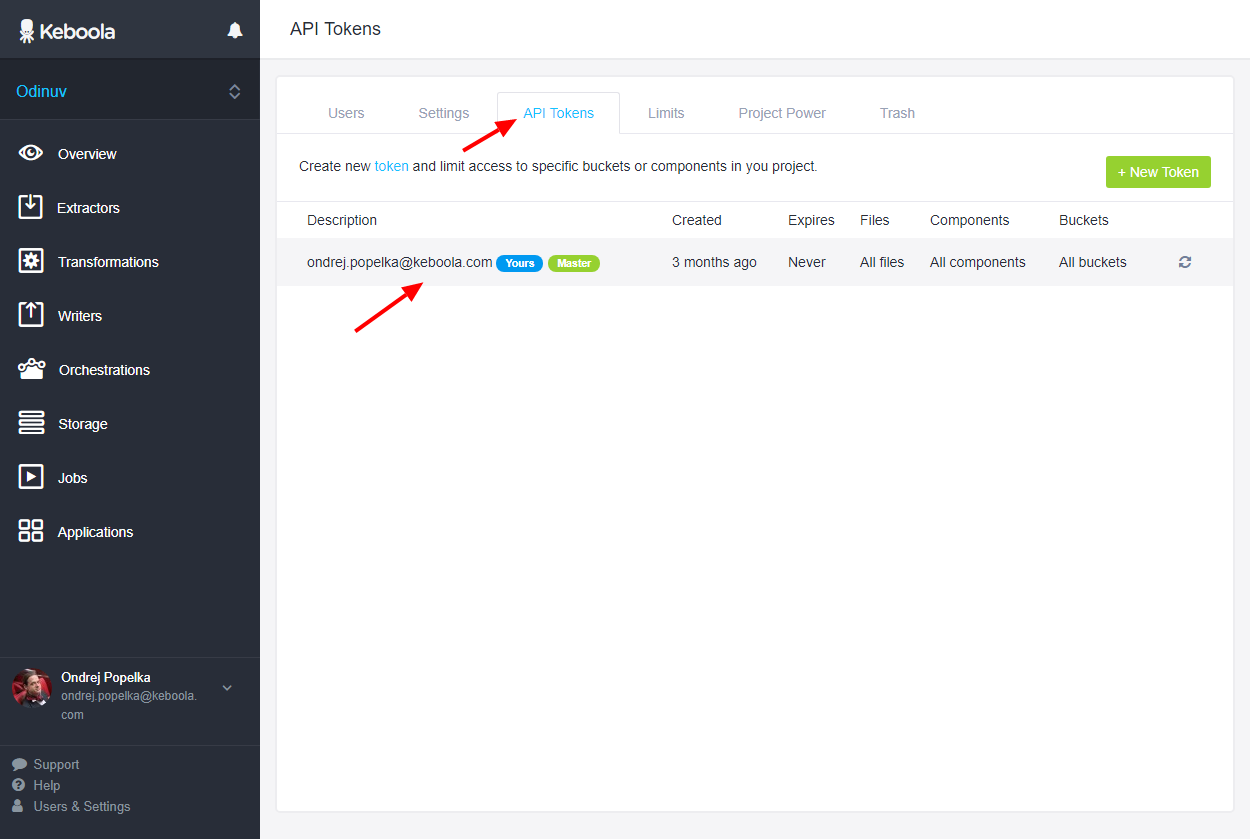 Keboola
API Tokens
Odinuv
Users Settings API Tokens Limits Project Power Trash
Create new token and limit access to specific buckets or components in you project.
+ New Token
Description Created Expires Files Components Buckets
ondrej.popelka@keboola.com Yours Master 3 months ago Never All files All components All buckets
Overview
Extractors
Transformations
Writers
Orchestrations
Storage
Jobs
Applications
Ondrej Popelka
ondrej.popelka@keboola.
com
Support
Help
Users & Settings